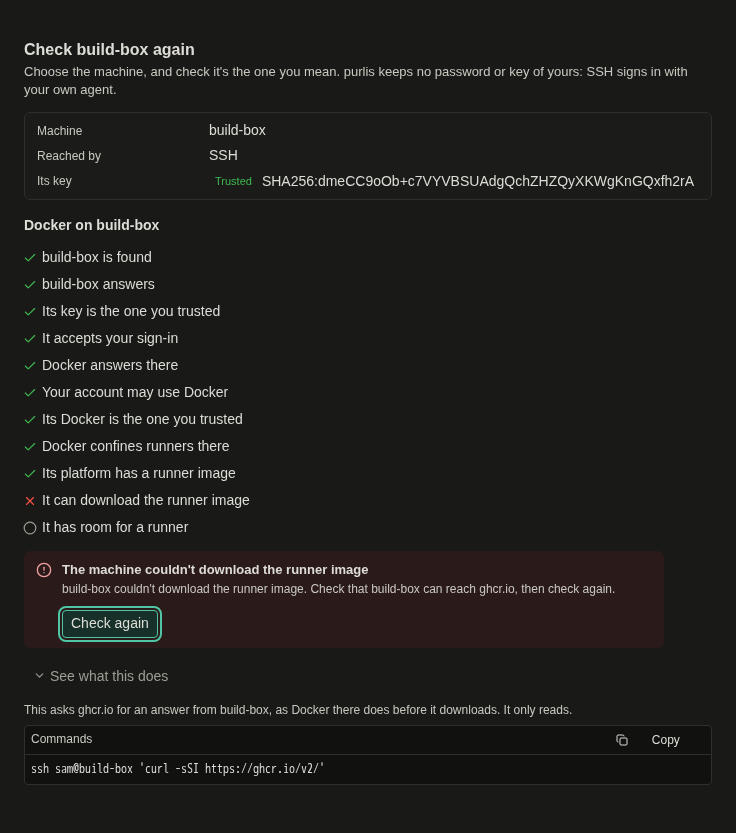 Check build-box again
Choose the machine, and check it's the one you mean. purlis keeps no password or key of yours: SSH signs in with
your own agent.
Machine build-box
Reached by SSH
Its key Trusted SHA256:dmeCC9oOb+c7VYVBSUAdgQchZHZQyXKWgKnGQxfh2rA
Docker on build-box
build-box is found
build-box answers
Its key is the one you trusted
It accepts your sign-in
Docker answers there
Your account may use Docker
Its Docker is the one you trusted
Docker confines runners there
Its platform has a runner image
It can download the runner image
It has room for a runner
The machine couldn't download the runner image
build-box couldn't download the runner image. Check that build-box can reach ghcr.io, then check again.
Check again
See what this does
This asks ghcr.io for an answer from build-box, as Docker there does before it downloads. It only reads.
Commands Copy
ssh sam@build-box 'curl -sSI https://ghcr.io/v2/'